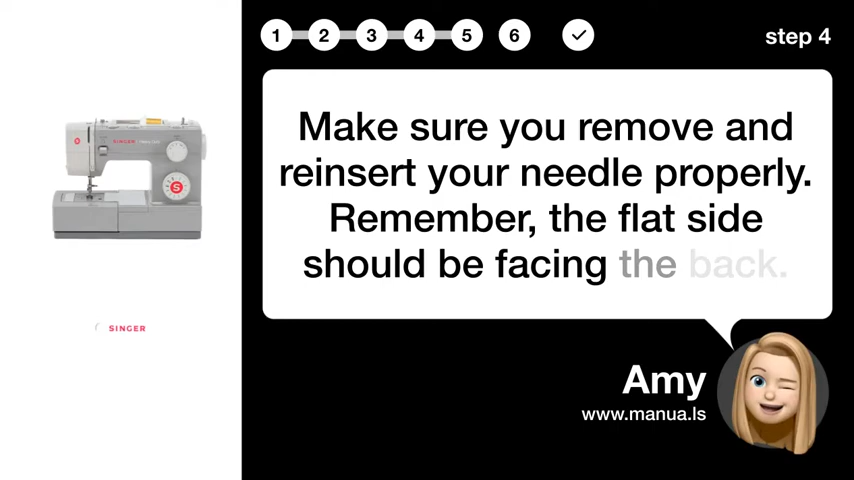 1 2 3 4 5 6
step 4
Make sure you remove and
reinsert your needle properly.
Remember, the flat side
should be facing the back.
Amy
www.manua.ls
SINGER
SINGER
S